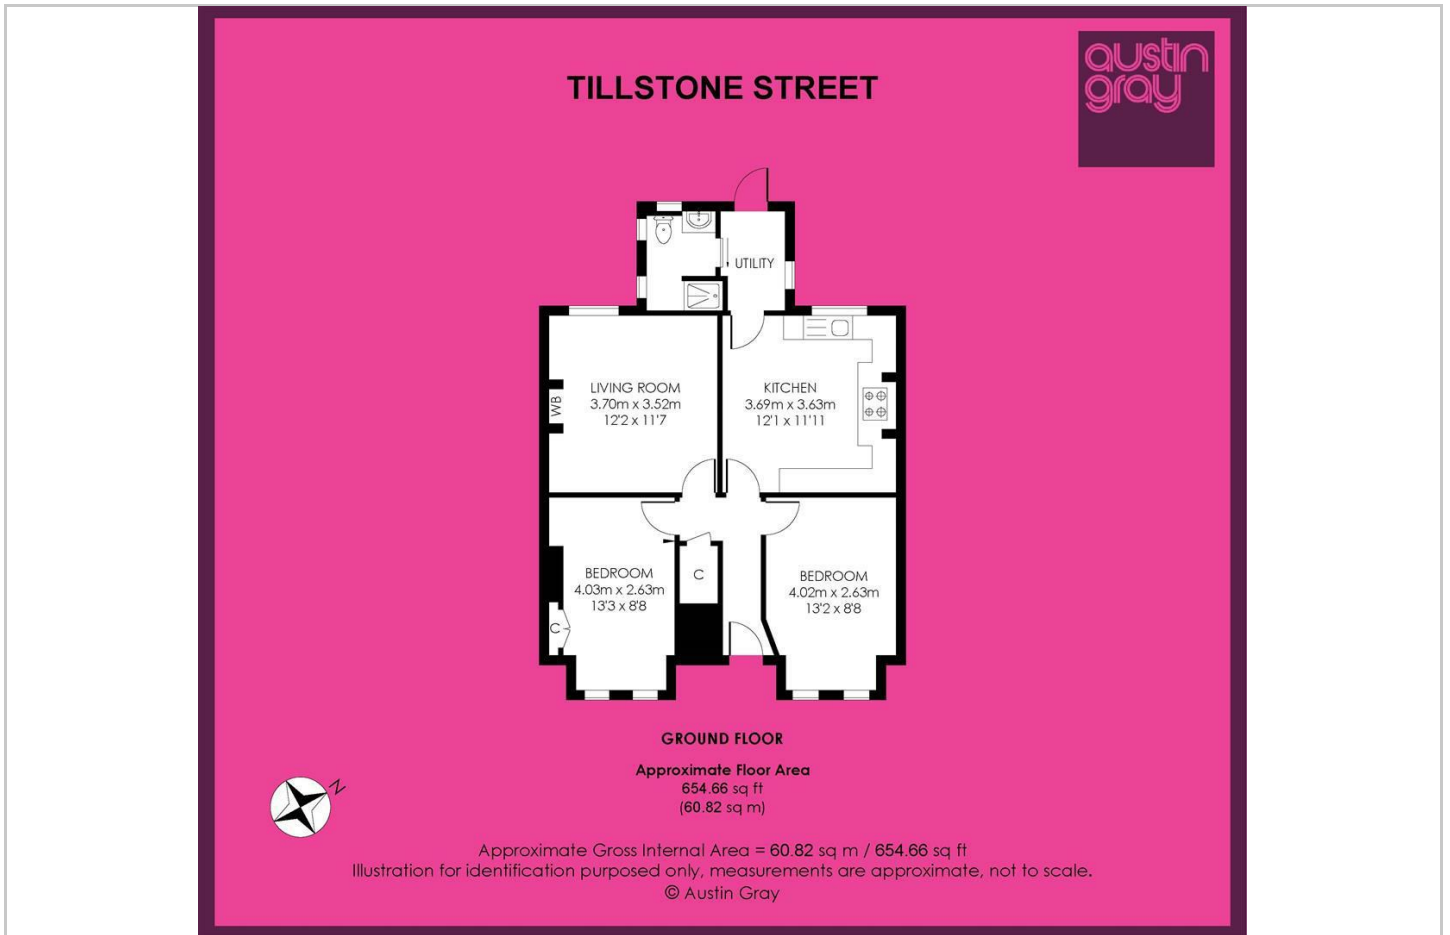 TILLSTONE STREET
austin
gray
UTILITY
LIVING ROOM
3.70m x 3.52m
12'2 x 11'7
WB
KITCHEN
3.69m x 3.63m
12'1 x 11'11
BEDROOM
4.03m x 2.63m
13'3 x 8'8
C
C
BEDROOM
4.02m x 2.63m
13'2 x 8'8
GROUND FLOOR
Approximate Floor Area
654.66 sq ft
(60.82 sq m)
N
Approximate Gross Internal Area = 60.82 sq m / 654.66 sq ft
Illustration for identification purposed only, measurements are approximate, not to scale.
© Austin Gray